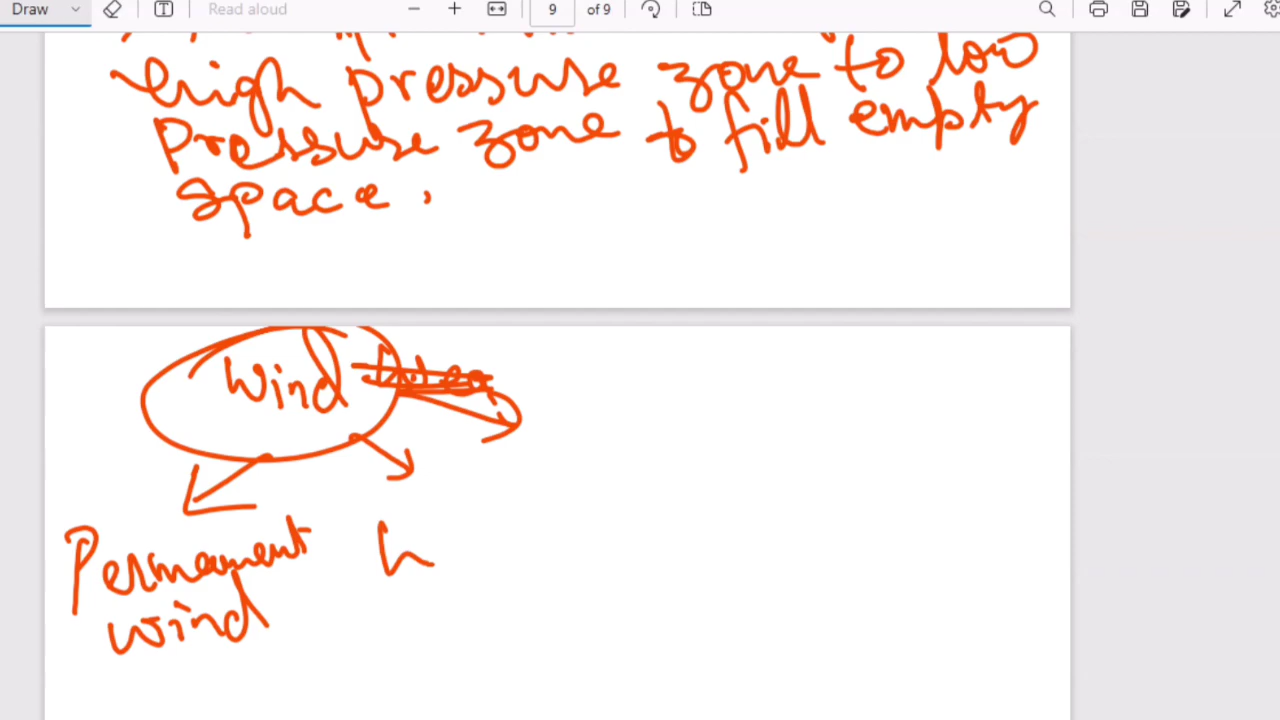 Draw
Read aloud
9 of 9
high pressure zone to low
Pressure zone to fill empty
space.
Wind
Permament
wind